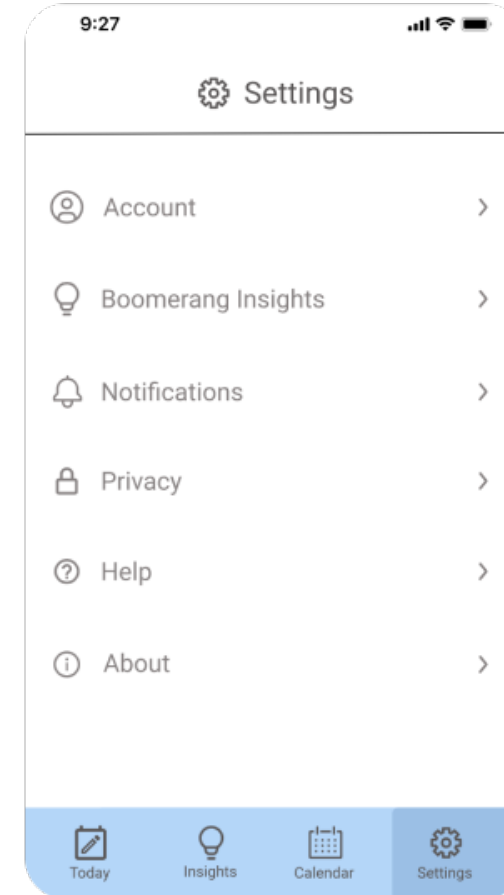 9:27
Settings
Account
Boomerang Insights
Notifications
Privacy
Help
About
Today Insights Calendar Settings